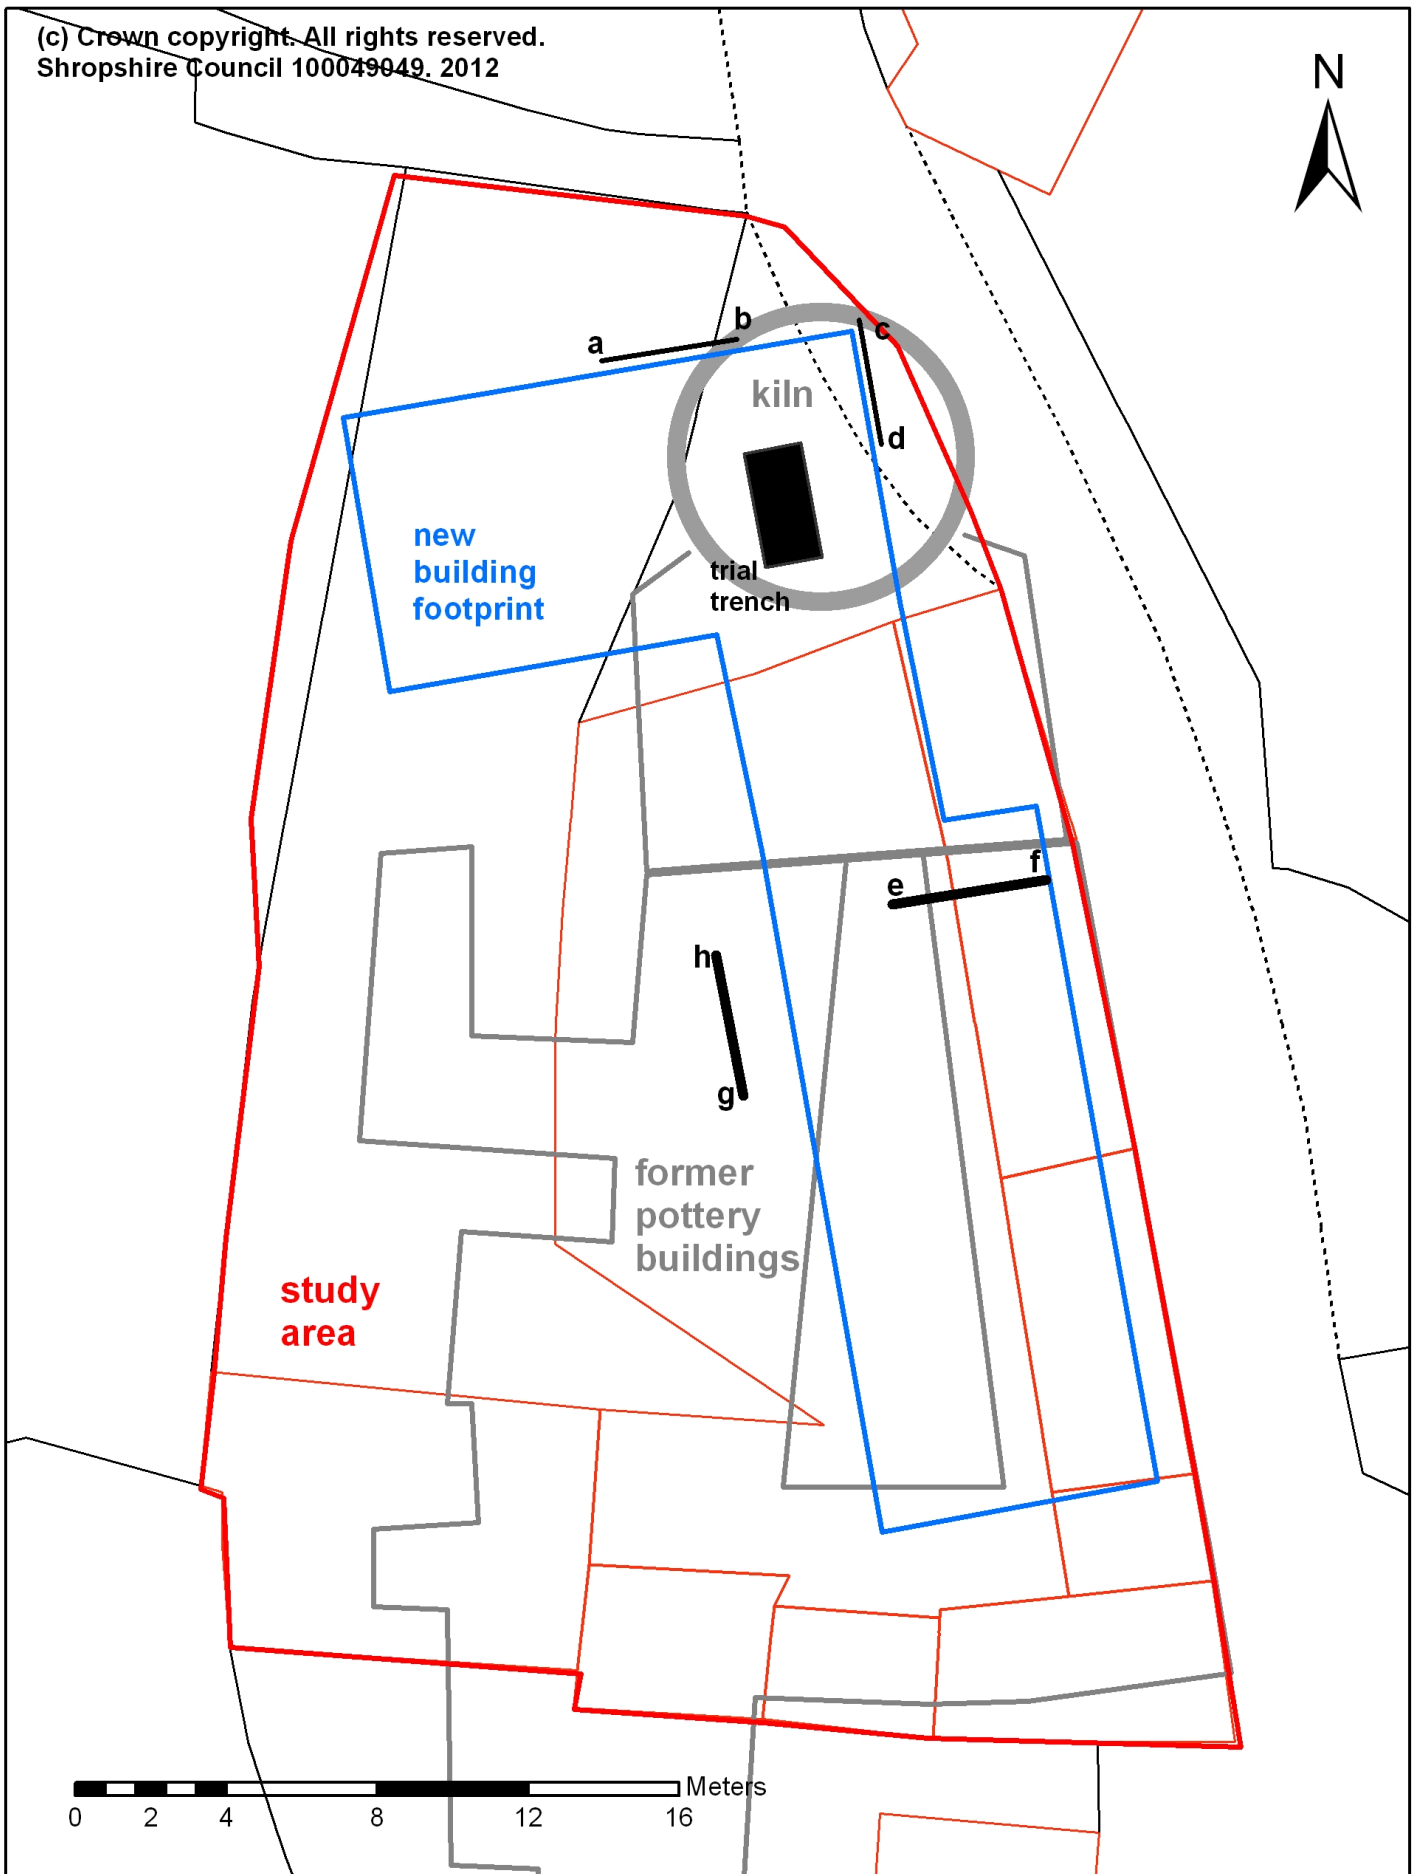 (c) Crown copyright. All rights reserved.
Shropshire Council 100049049. 2012
N
a
b
c
kiln
d
new
building
footprint
trial
trench
e
f
h
g
former
pottery
buildings
study
area
Meters
0 2 4 8 12 16